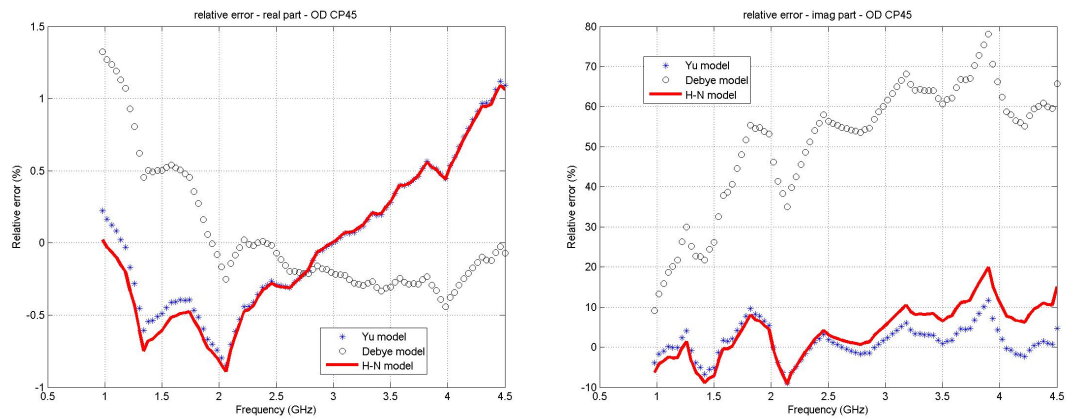 relative error - real part - OD CP45
1.5
1
0.5
0
-0.5
-1
Relative error (%)
Yu model
Debye model
H-N model
0.5
1
1.5
2
2.5
3
3.5
4
4.5
Frequency (GHz)
relative error - imag part - OD CP45
80
70
60
50
40
30
20
10
0
-10
Relative error (%)
Yu model
Debye model
H-N model
0.5
1
1.5
2
2.5
3
3.5
4
4.5
Frequency (GHz)